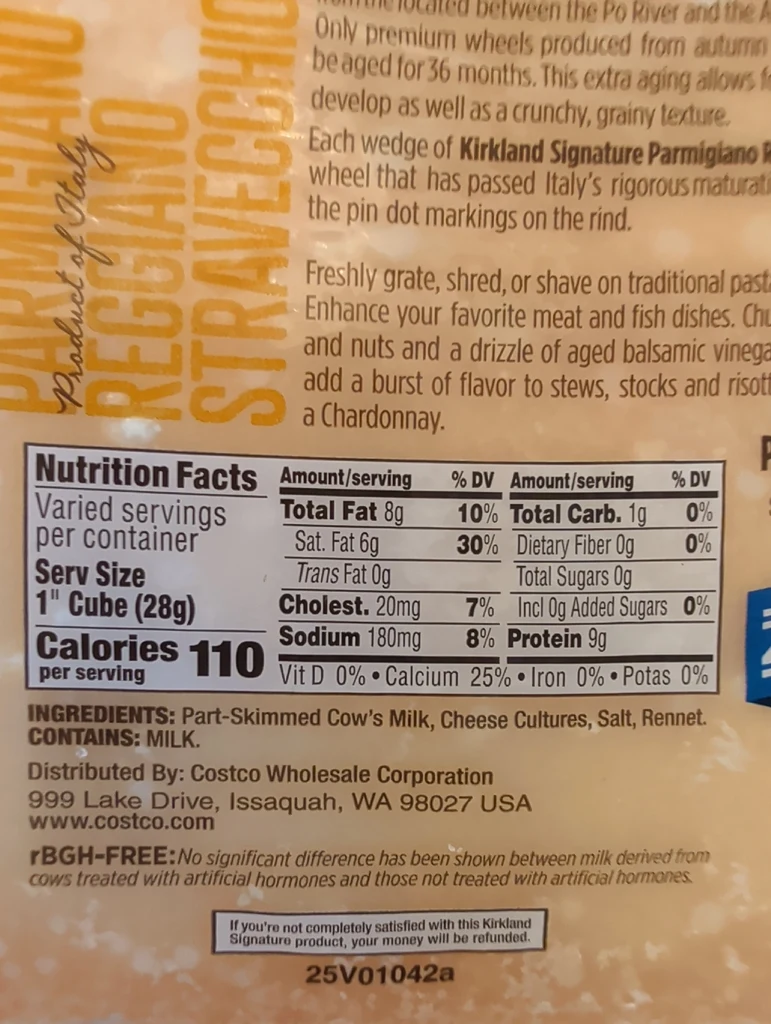 PARMIGIANO
REGGIANO
STRAVECCHIO
Product of Italy
located between the Po River and the
Only premium wheels produced from autumn
be aged for 36 months. This extra aging allows
develop as well as a crunchy, grainy texture.
Each wedge of Kirkland Signature Parmigiano
wheel that has passed Italy's rigorous
the pin dot markings on the rind.
Freshly grate, shred, or shave on traditional
Enhance your favorite meat and fish dishes.
and nuts and a drizzle of aged balsamic
add a burst of flavor to stews, stocks and
a Chardonnay.
Nutrition Facts
Varied servings
per container
Serv Size
1" Cube (28g)
Calories 110
per serving
Amount/serving % DV Amount/serving % DV
Total Fat 8g 10% Total Carb. 1g 0%
Sat. Fat 6g 30% Dietary Fiber 0g 0%
Trans Fat 0g Total Sugars 0g
Cholest. 20mg 7% Incl 0g Added Sugars 0%
Sodium 180mg 8% Protein 9g
Vit D 0% • Calcium 25% • Iron 0% • Potas 0%
INGREDIENTS: Part-Skimmed Cow's Milk, Cheese Cultures, Salt, Rennet.
CONTAINS: MILK.
Distributed By: Costco Wholesale Corporation
999 Lake Drive, Issaquah, WA 98027 USA
www.costco.com
rBGH-FREE: No significant difference has been shown between milk derived from
cows treated with artificial hormones and those not treated with artificial hormones.
If you're not completely satisfied with this Kirkland
Signature product, your money will be refunded.
25V01042a